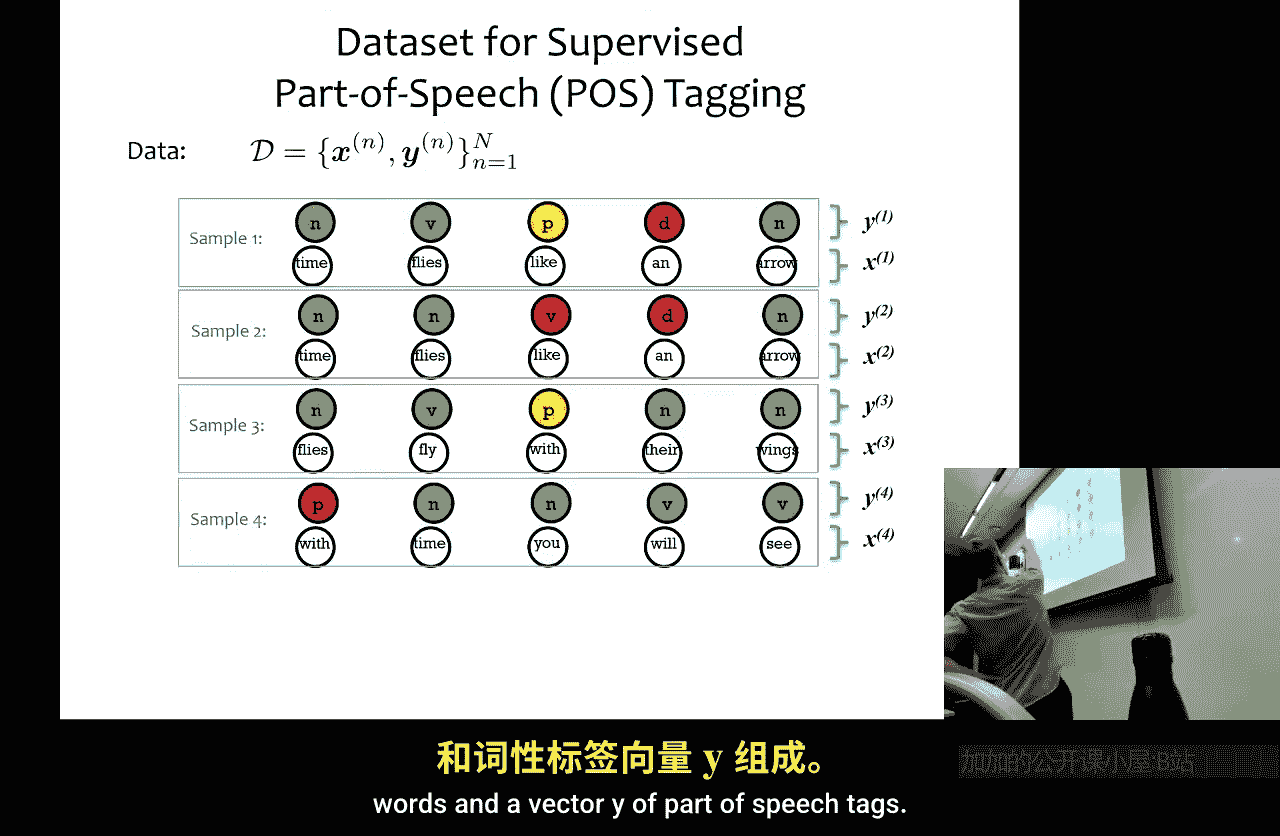 Dataset for Supervised
Part-of-Speech (POS) Tagging
Data: 𝒟 = {x⁽ⁿ⁾, y⁽ⁿ⁾}ᴺₙ₌₁
n v p d n y⁽¹⁾
Sample 1:
time flies like an arrow x⁽¹⁾
n n v d n y⁽²⁾
Sample 2:
time flies like an arrow x⁽²⁾
n v p n n y⁽³⁾
Sample 3:
flies fly with their wings x⁽³⁾
p n n v v y⁽⁴⁾
Sample 4:
with time you will see x⁽⁴⁾
和词性标签向量 y 组成。
加加的公开课小屋 B站
words and a vector y of part of speech tags.